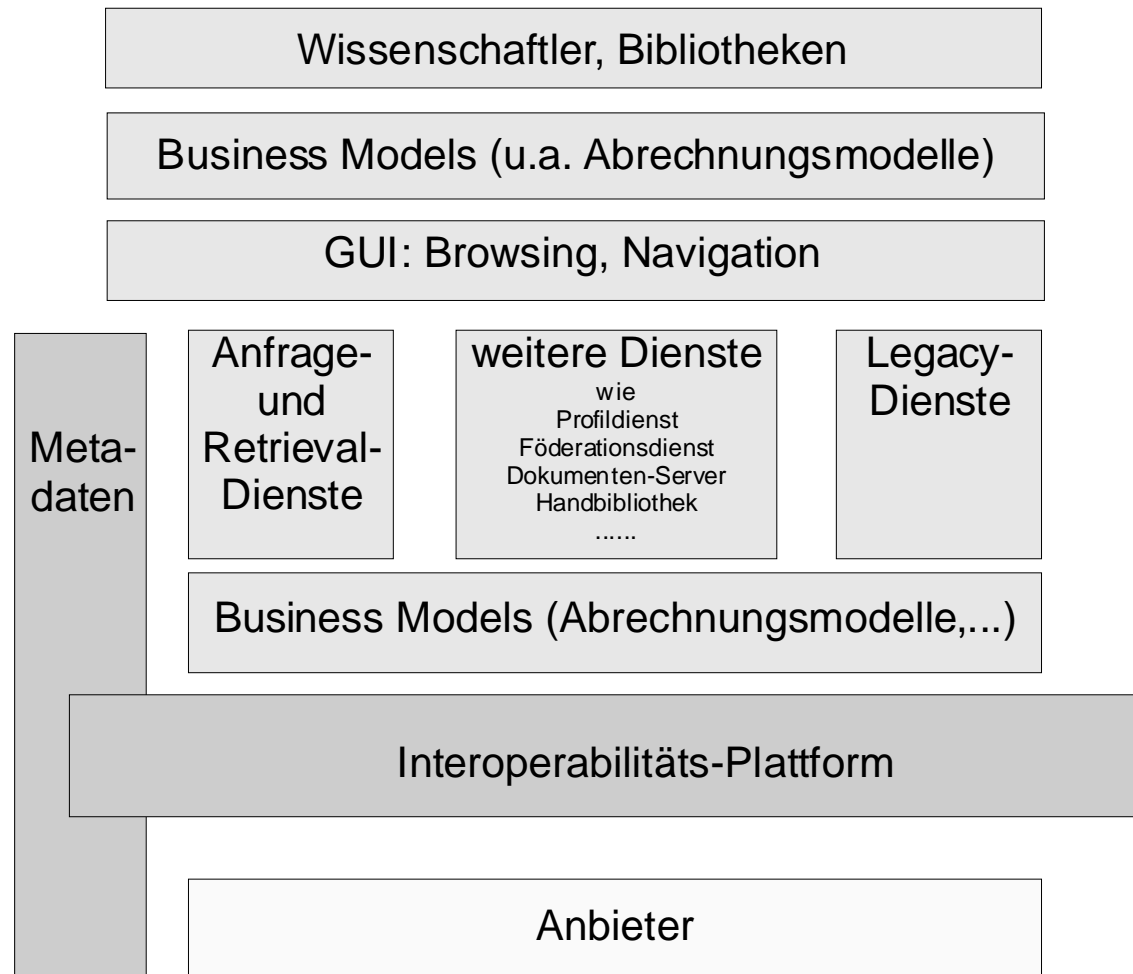 Wissenschaftler, Bibliotheken
Business Models (u.a. Abrechnungsmodelle)
GUI: Browsing, Navigation
Meta-
daten
Anfrage-
und
Retrieval-
Dienste
weitere Dienste
wie
Profildienst
Föderationsdienst
Dokumenten-Server
Handbibliothek
......
Legacy-
Dienste
Business Models (Abrechnungsmodelle,...)
Interoperabilitäts-Plattform
Anbieter